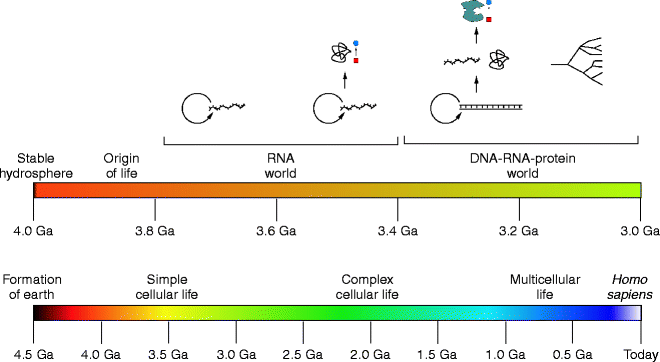 Stable
hydrosphere
Origin
of life
RNA
world
DNA-RNA-protein
world
4.0 Ga 3.8 Ga 3.6 Ga 3.4 Ga 3.2 Ga 3.0 Ga
Formation
of earth
Simple
cellular life
Complex
cellular life
Multicellular
life
Homo
sapiens
4.5 Ga 4.0 Ga 3.5 Ga 3.0 Ga 2.5 Ga 2.0 Ga 1.5 Ga 1.0 Ga 0.5 Ga Today